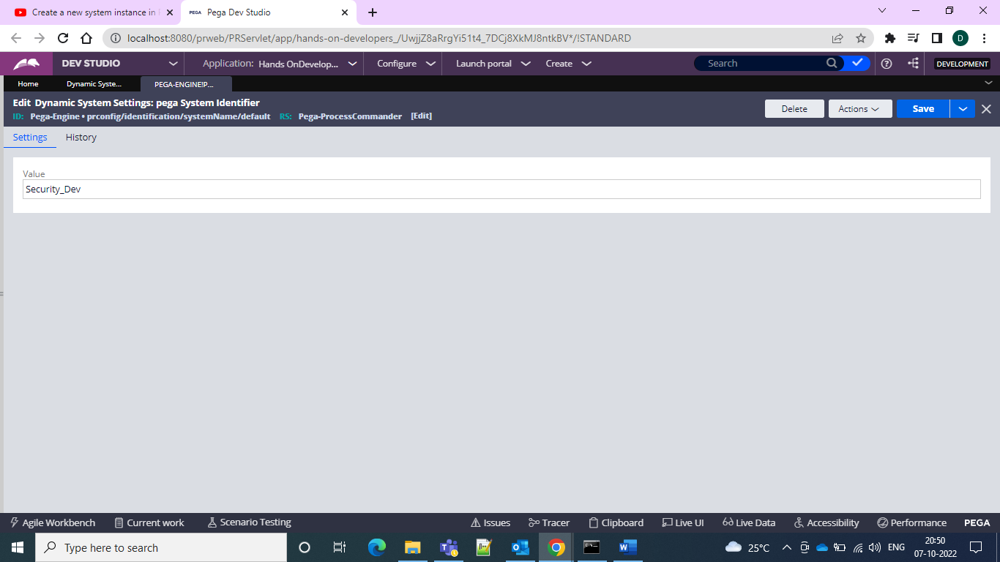 Create a new system instance in
PEGA Pega Dev Studio
localhost:8080/prweb/PRServlet/app/hands-on-developers_/UwjjZ8aRrgYi51t4_7DCj8XkMJ8ntkBV*/!STANDARD
D
DEV STUDIO Application: Hands OnDevelop... Configure Launch portal Create Search DEVELOPMENT
Home Dynamic Syste... PEGA-ENGINE!P...
Edit Dynamic System Settings: pega System Identifier
ID: Pega-Engine • prconfig/identification/systemName/default RS: Pega-ProcessCommander [Edit]
Delete Actions Save
Settings History
Value
Security_Dev
Agile Workbench Current work Scenario Testing Issues Tracer Clipboard Live UI Live Data Accessibility Performance PEGA
Type here to search
25°C ENG
20:50
07-10-2022